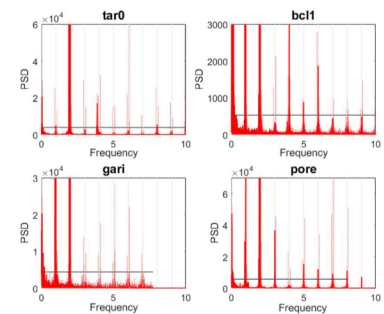 tar0
×10⁴
6
4
2
0
PSD
0 5 10
Frequency
bcl1
3000
2000
1000
0
PSD
0 5 10
Frequency
gari
×10⁴
3
2
1
0
PSD
0 5 10
Frequency
pore
×10⁴
6
4
2
0
PSD
0 5 10
Frequency